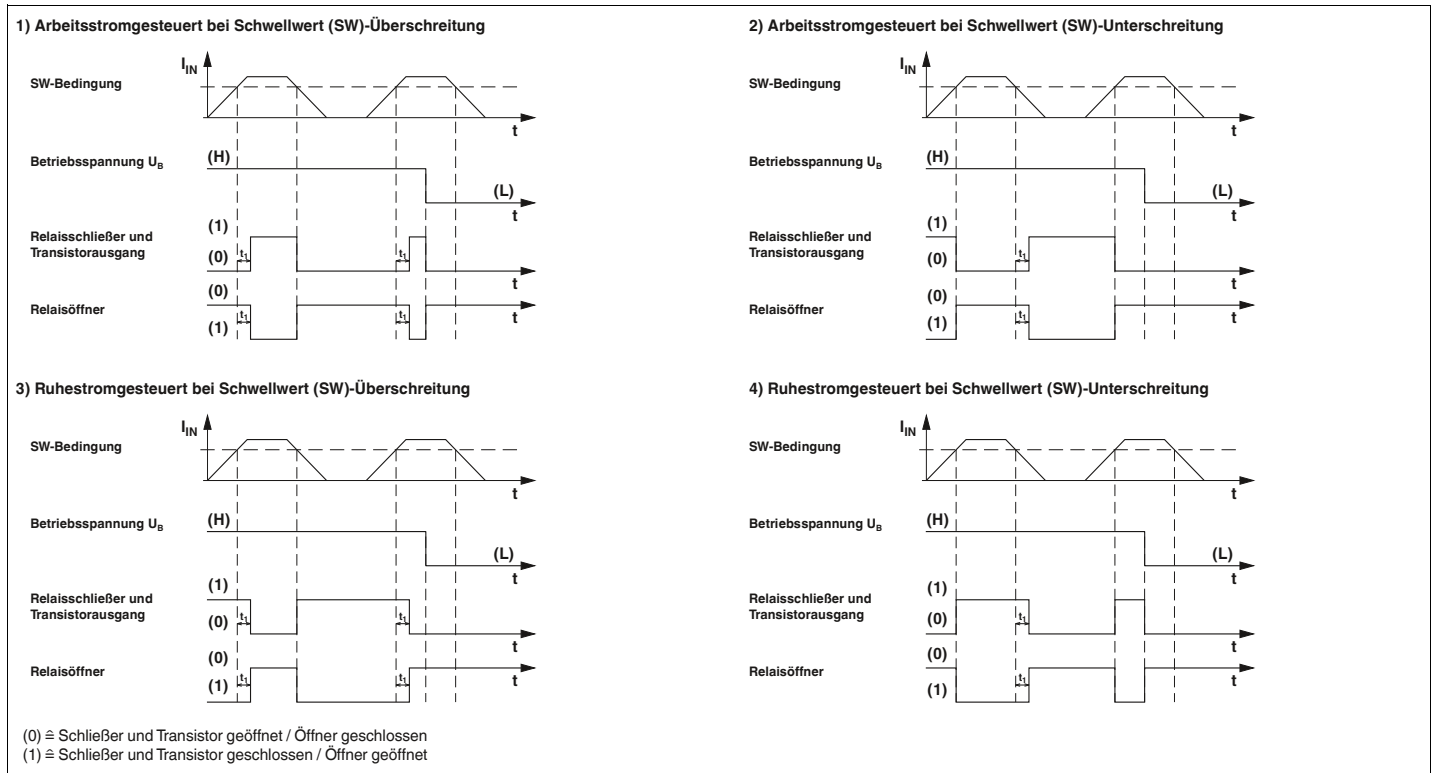 1) Arbeitsstromgesteuert bei Schwellwert (SW)-Überschreitung
SW-Bedingung
I_IN
t
Betriebsspannung U_B
(H)
(L)
t
Relaisschließer und
Transistorausgang
(1)
(0)
t₁
t₁
t
Relaisöffner
(0)
(1)
t₁
t₁
t
2) Arbeitsstromgesteuert bei Schwellwert (SW)-Unterschreitung
SW-Bedingung
I_IN
t
Betriebsspannung U_B
(H)
(L)
t
Relaisschließer und
Transistorausgang
(1)
(0)
t₁
t
Relaisöffner
(0)
(1)
t₁
t
3) Ruhestromgesteuert bei Schwellwert (SW)-Überschreitung
SW-Bedingung
I_IN
t
Betriebsspannung U_B
(H)
(L)
t
Relaisschließer und
Transistorausgang
(1)
(0)
t₁
t₁
t
Relaisöffner
(0)
(1)
t₁
t₁
t
4) Ruhestromgesteuert bei Schwellwert (SW)-Unterschreitung
SW-Bedingung
I_IN
t
Betriebsspannung U_B
(H)
(L)
t
Relaisschließer und
Transistorausgang
(1)
(0)
t₁
t
Relaisöffner
(0)
(1)
t₁
t
(0) ≙ Schließer und Transistor geöffnet / Öffner geschlossen
(1) ≙ Schließer und Transistor geschlossen / Öffner geöffnet